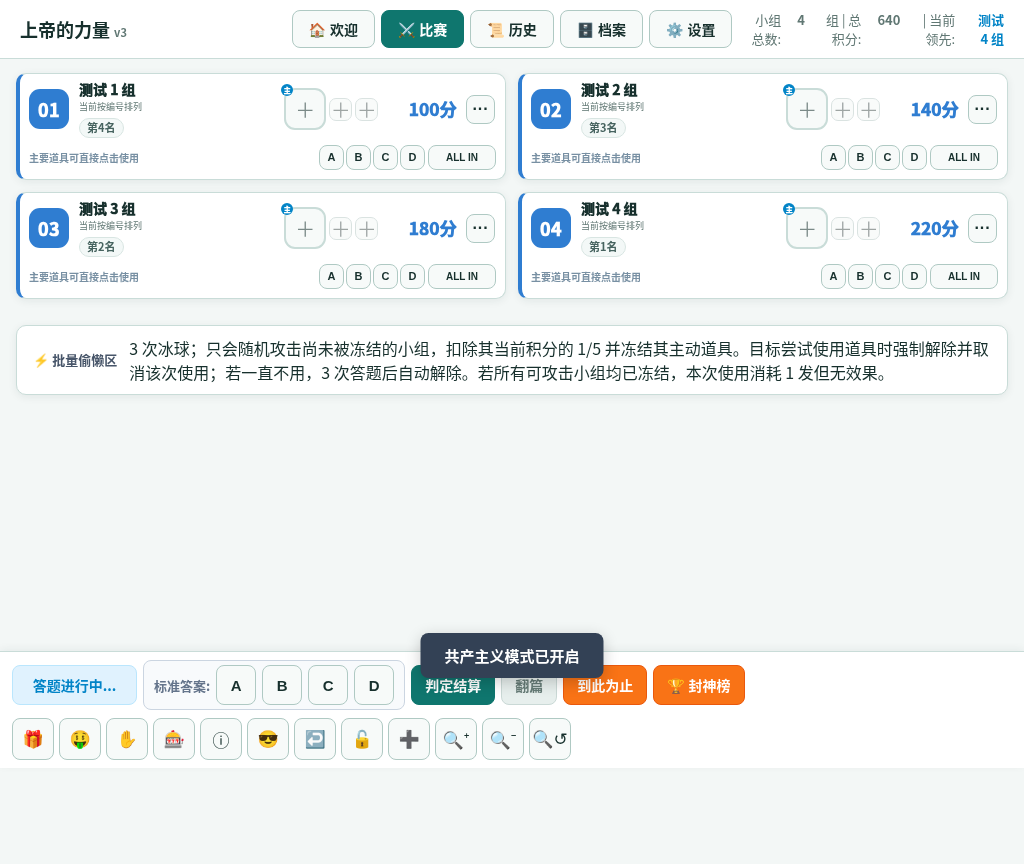 上帝的力量 v3
🏠 欢迎
⚔️ 比赛
📜 历史
🗄️ 档案
⚙️ 设置
小组总数: 4 组 | 总积分: 640 | 当前领先: 测试 4 组
01
测试 1 组
当前按编号排列
第4名
主
100分
···
主要道具可直接点击使用
A B C D ALL IN
02
测试 2 组
当前按编号排列
第3名
主
140分
···
主要道具可直接点击使用
A B C D ALL IN
03
测试 3 组
当前按编号排列
第2名
主
180分
···
主要道具可直接点击使用
A B C D ALL IN
04
测试 4 组
当前按编号排列
第1名
主
220分
···
主要道具可直接点击使用
A B C D ALL IN
⚡ 批量偷懒区
3 次冰球；只会随机攻击尚未被冻结的小组，扣除其当前积分的 1/5 并冻结其主动道具。目标尝试使用道具时强制解除并取
消该次使用；若一直不用，3 次答题后自动解除。若所有可攻击小组均已冻结，本次使用消耗 1 发但无效果。
共产主义模式已开启
答题进行中...
标准答案: A B C D
判定结算
翻篇
到此为止
🏆 封神榜